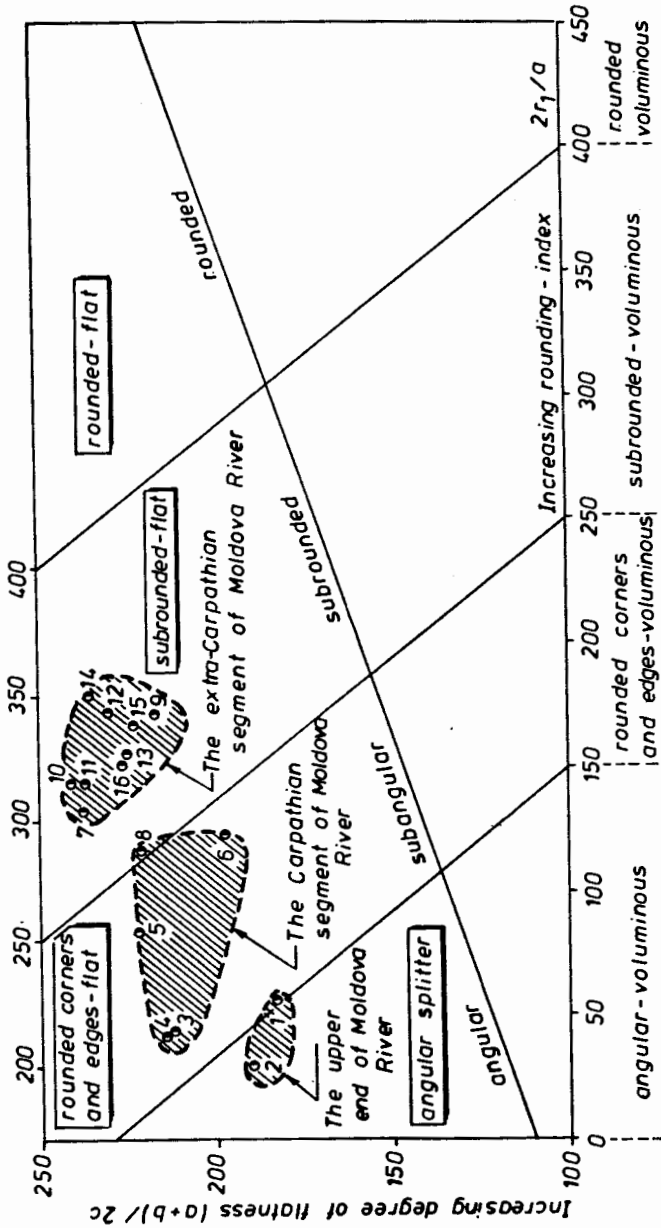 200
250
300
350
400
rounded corners
and edges-flat
subrounded-flat
rounded-flat
250
200
150
100
Increasing degree of flatness (a+b)/2c
7
10
11
14
12
16
15
13
9
The extra-Carpathian
segment of Moldova River
8
5
4
3
6
The Carpathian
segment of Moldova
River
1
2
The upper
end of Moldova
River
angular splitter
angular
subangular
subrounded
rounded
Increasing rounding-index
2r₁/a
0
50
100
150
200
250
300
350
400
450
angular-voluminous
rounded corners
and edges-voluminous
subrounded-voluminous
rounded
voluminous